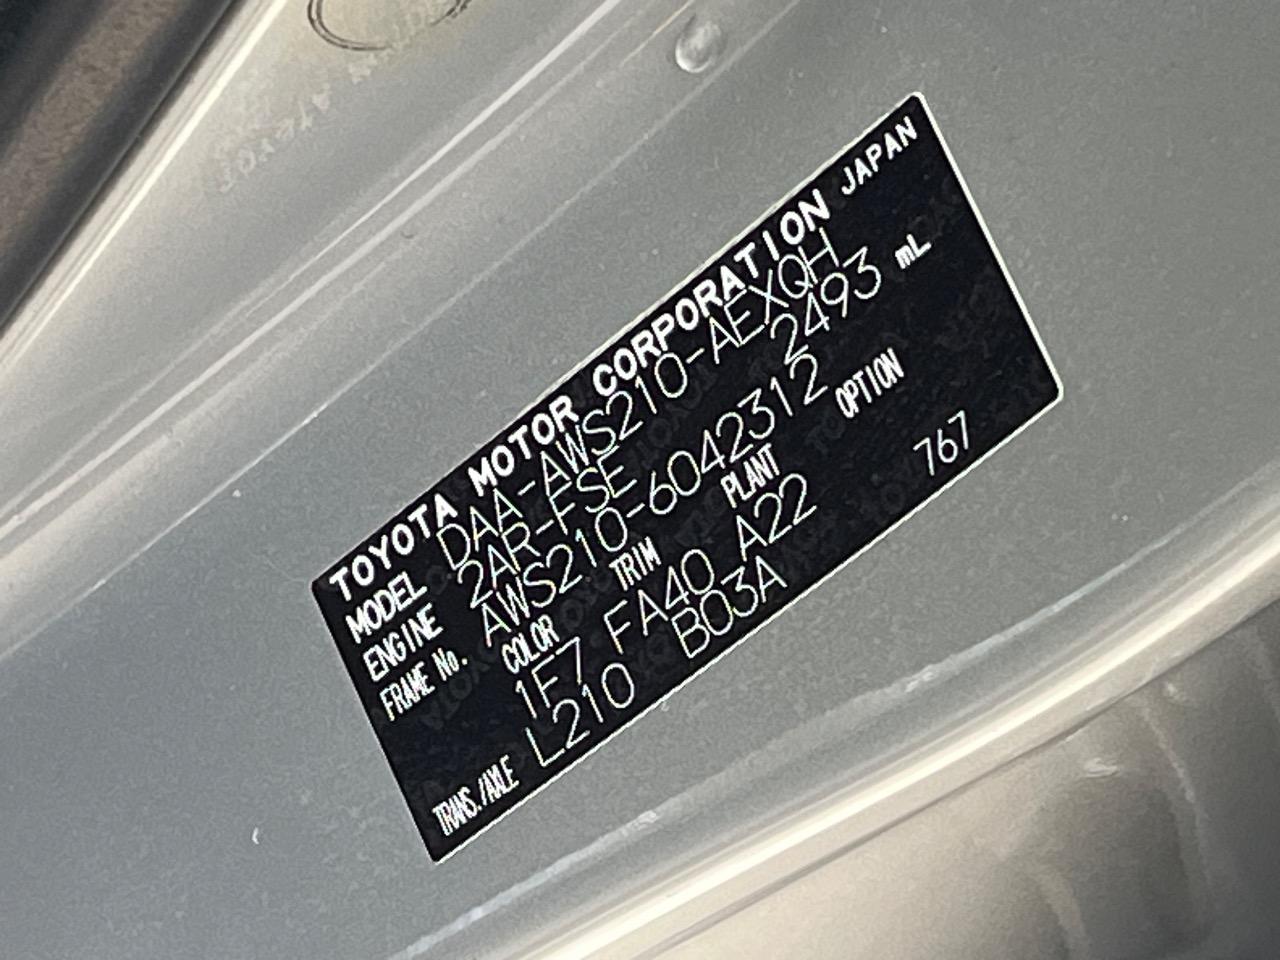 TOYOTA MOTOR CORPORATION JAPAN
MODEL DAA-AWS210-AEXQH
ENGINE 2AR-FSE 2493 mL
FRAME No. AWS210-6042312
COLOR TRIM PLANT OPTION
1F7 FA40 A22
TRANS./AXLE L210 B03A 767